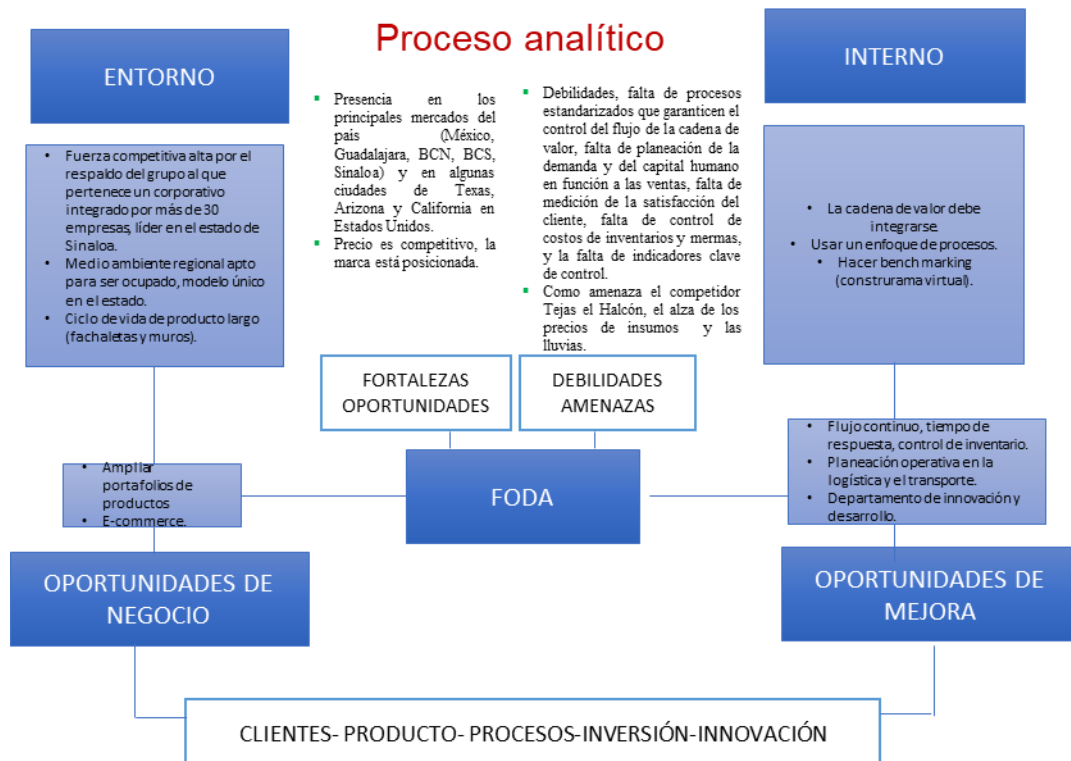 Proceso analítico
ENTORNO
• Fuerza competitiva alta por el
respaldo del grupo al que
pertenece un corporativo
integrado por más de 30
empresas, líder en el estado de
Sinaloa.
• Medio ambiente regional apto
para ser ocupado, modelo único
en el estado.
• Ciclo de vida de producto largo
(fachaletas y muros).
▪ Presencia en los
principales mercados del
pais (México,
Guadalajara, BCN, BCS,
Sinaloa) y en algunas
ciudades de Texas,
Arizona y California en
Estados Unidos.
▪ Precio es competitivo, la
marca está posicionada.
▪ Debilidades, falta de procesos
estandarizados que garanticen el
control del flujo de la cadena de
valor, falta de planeación de la
demanda y del capital humano
en función a las ventas, falta de
medición de la satisfacción del
cliente, falta de control de
costos de inventarios y mermas,
y la falta de indicadores clave
de control.
▪ Como amenaza el competidor
Tejas el Halcón, el alza de los
precios de insumos y las
lluvias.
INTERNO
• La cadena de valor debe
integrarse.
• Usar un enfoque de procesos.
• Hacer bench marking
(construrama virtual).
FORTALEZAS
OPORTUNIDADES
DEBILIDADES
AMENAZAS
• Ampliar
portafolios de
productos
• E-commerce.
FODA
• Flujo continuo, tiempo de
respuesta, control de inventario.
• Planeación operativa en la
logística y el transporte.
• Departamento de innovación y
desarrollo.
OPORTUNIDADES DE
NEGOCIO
OPORTUNIDADES DE
MEJORA
CLIENTES- PRODUCTO- PROCESOS-INVERSIÓN-INNOVACIÓN